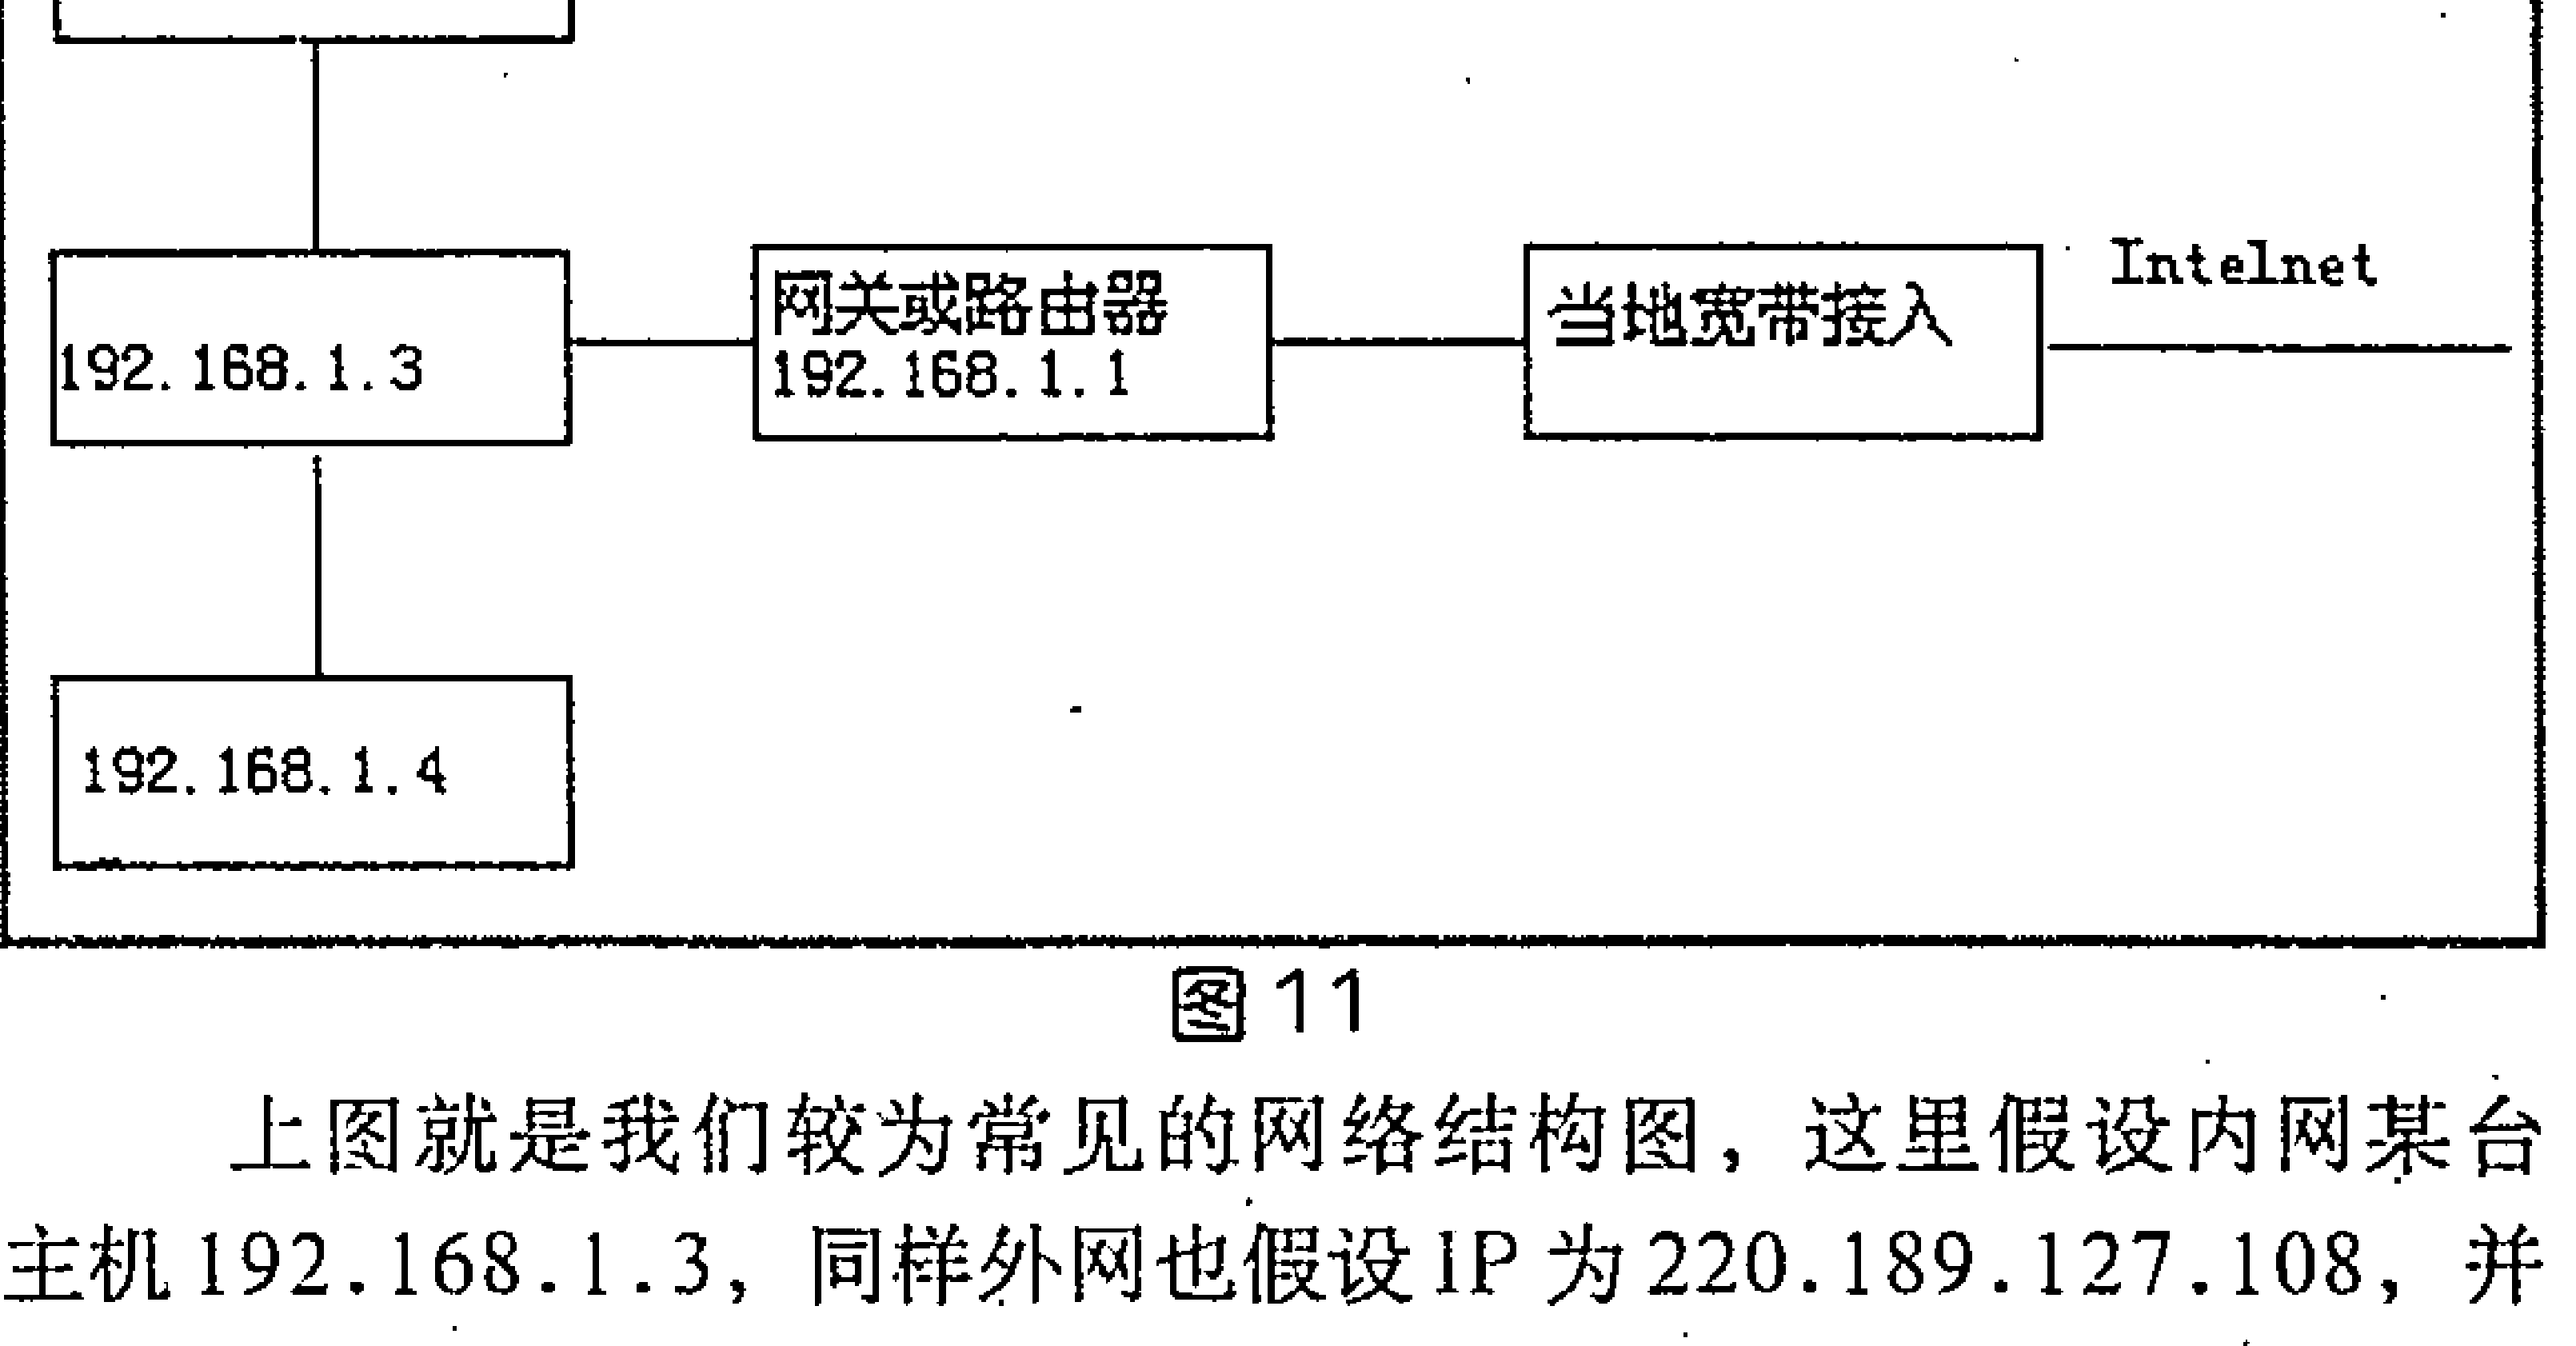 网关或路由器
192.168.1.1
当地宽带接入
Intelnet
192.168.1.3
192.168.1.4
图11
上图就是我们较为常见的网络结构图，这里假设内网某台
主机192.168.1.3，同样外网也假设IP为220.189.127.108，并